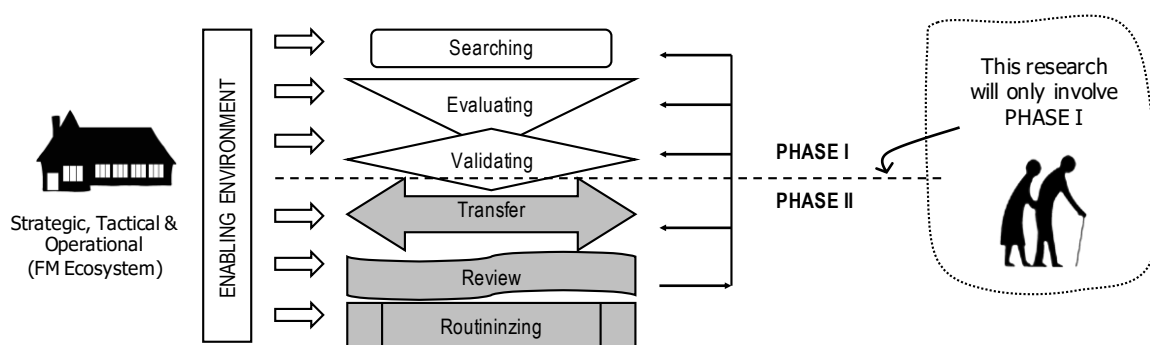 Strategic, Tactical &
Operational
(FM Ecosystem)
ENABLING ENVIRONMENT
Searching
Evaluating
Validating
Transfer
Review
Routininzing
PHASE I
PHASE II
This research
will only involve
PHASE I